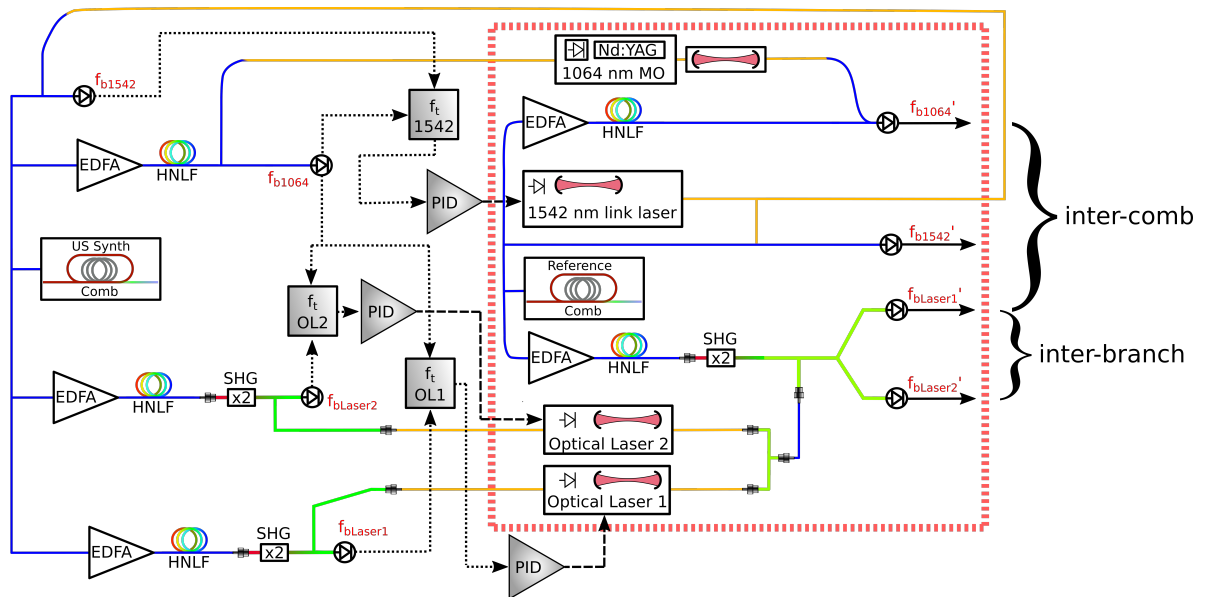 f_b1542
f_t
1542
EDFA
HNLF
f_b1064
Nd:YAG
1064 nm MO
EDFA
HNLF
f_b1064'
PID
1542 nm link laser
f_b1542'
inter-comb
US Synth
Comb
Reference
Comb
f_t
OL2
PID
f_t
OL1
EDFA
HNLF
SHG
x2
f_bLaser1'
inter-branch
f_bLaser2'
EDFA
HNLF
SHG
x2
f_bLaser2
Optical Laser 2
Optical Laser 1
EDFA
HNLF
SHG
x2
f_bLaser1
PID